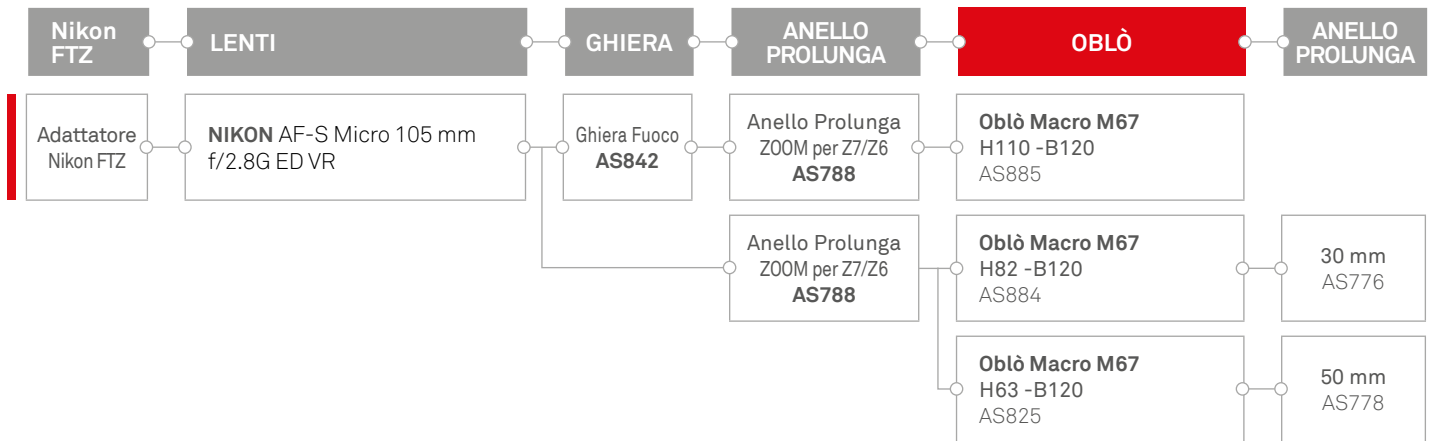 Nikon
FTZ
LENTI
GHIERA
ANELLO
PROLUNGA
OBLÒ
ANELLO
PROLUNGA
Adattatore
Nikon FTZ
NIKON AF-S Micro 105 mm
f/2.8G ED VR
Ghiera Fuoco
AS842
Anello Prolunga
ZOOM per Z7/Z6
AS788
Oblò Macro M67
H110 -B120
AS885
Anello Prolunga
ZOOM per Z7/Z6
AS788
Oblò Macro M67
H82 -B120
AS884
30 mm
AS776
Oblò Macro M67
H63 -B120
AS825
50 mm
AS778